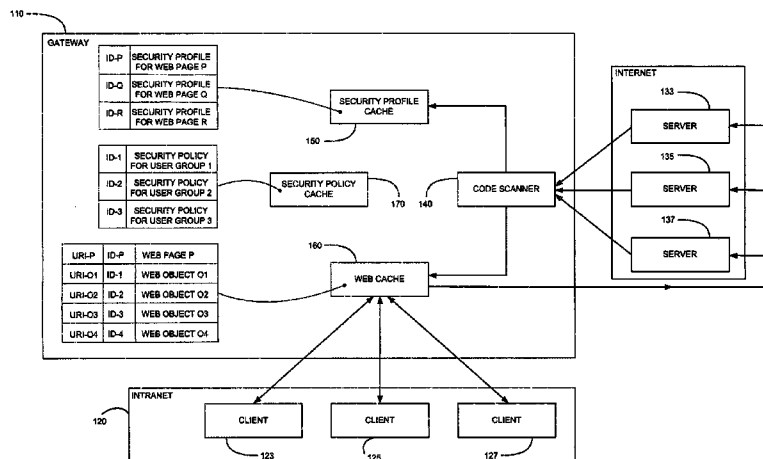 110
GATEWAY
ID-P SECURITY PROFILE
FOR WEB PAGE P
ID-Q SECURITY PROFILE
FOR WEB PAGE Q
ID-R SECURITY PROFILE
FOR WEB PAGE R
SECURITY PROFILE
CACHE
150
INTERNET
133
SERVER
135
SERVER
137
SERVER
ID-1 SECURITY POLICY
FOR USER GROUP 1
ID-2 SECURITY POLICY
FOR USER GROUP 2
ID-3 SECURITY POLICY
FOR USER GROUP 3
SECURITY POLICY
CACHE
170
140
CODE SCANNER
160
WEB CACHE
URI-P ID-P WEB PAGE P
URI-O1 ID-1 WEB OBJECT O1
URI-O2 ID-2 WEB OBJECT O2
URI-O3 ID-3 WEB OBJECT O3
URI-O4 ID-4 WEB OBJECT O4
INTRANET
120
CLIENT
CLIENT
CLIENT
123
125
127